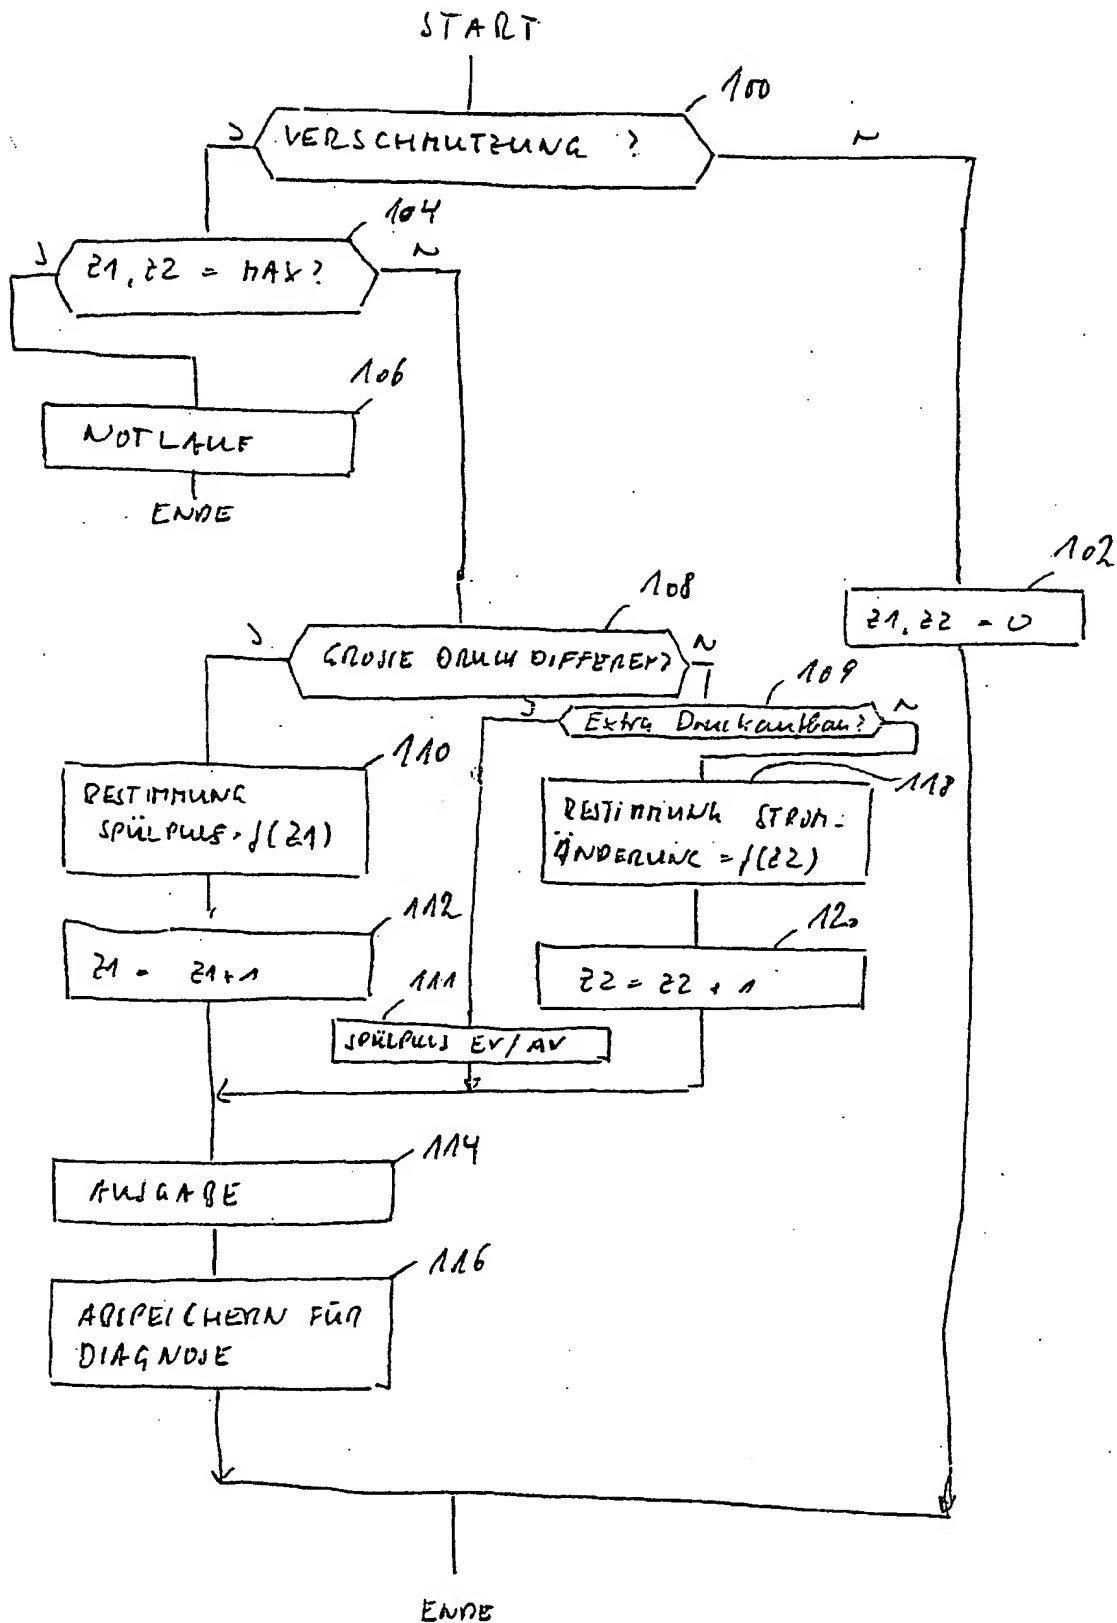 START
100
VERSCHMUTZUNG ?
J
N
104
Z1, Z2 = MAX?
J
N
106
NOTLAUF
ENDE
102
Z1, Z2 = 0
108
GROSSE DRUCKDIFFERENZ
J
N
109
Extra Druckaufbau?
J
N
110
BESTIMMUNG
SPÜLPULS = f(Z1)
118
BESTIMMUNG STROM-
ÄNDERUNG = f(Z2)
112
Z1 = Z1+1
120
Z2 = Z2 + 1
111
SPÜLPULS EV/AV
114
AUSGABE
116
ABSPEICHERN FÜR
DIAGNOSE
ENDE